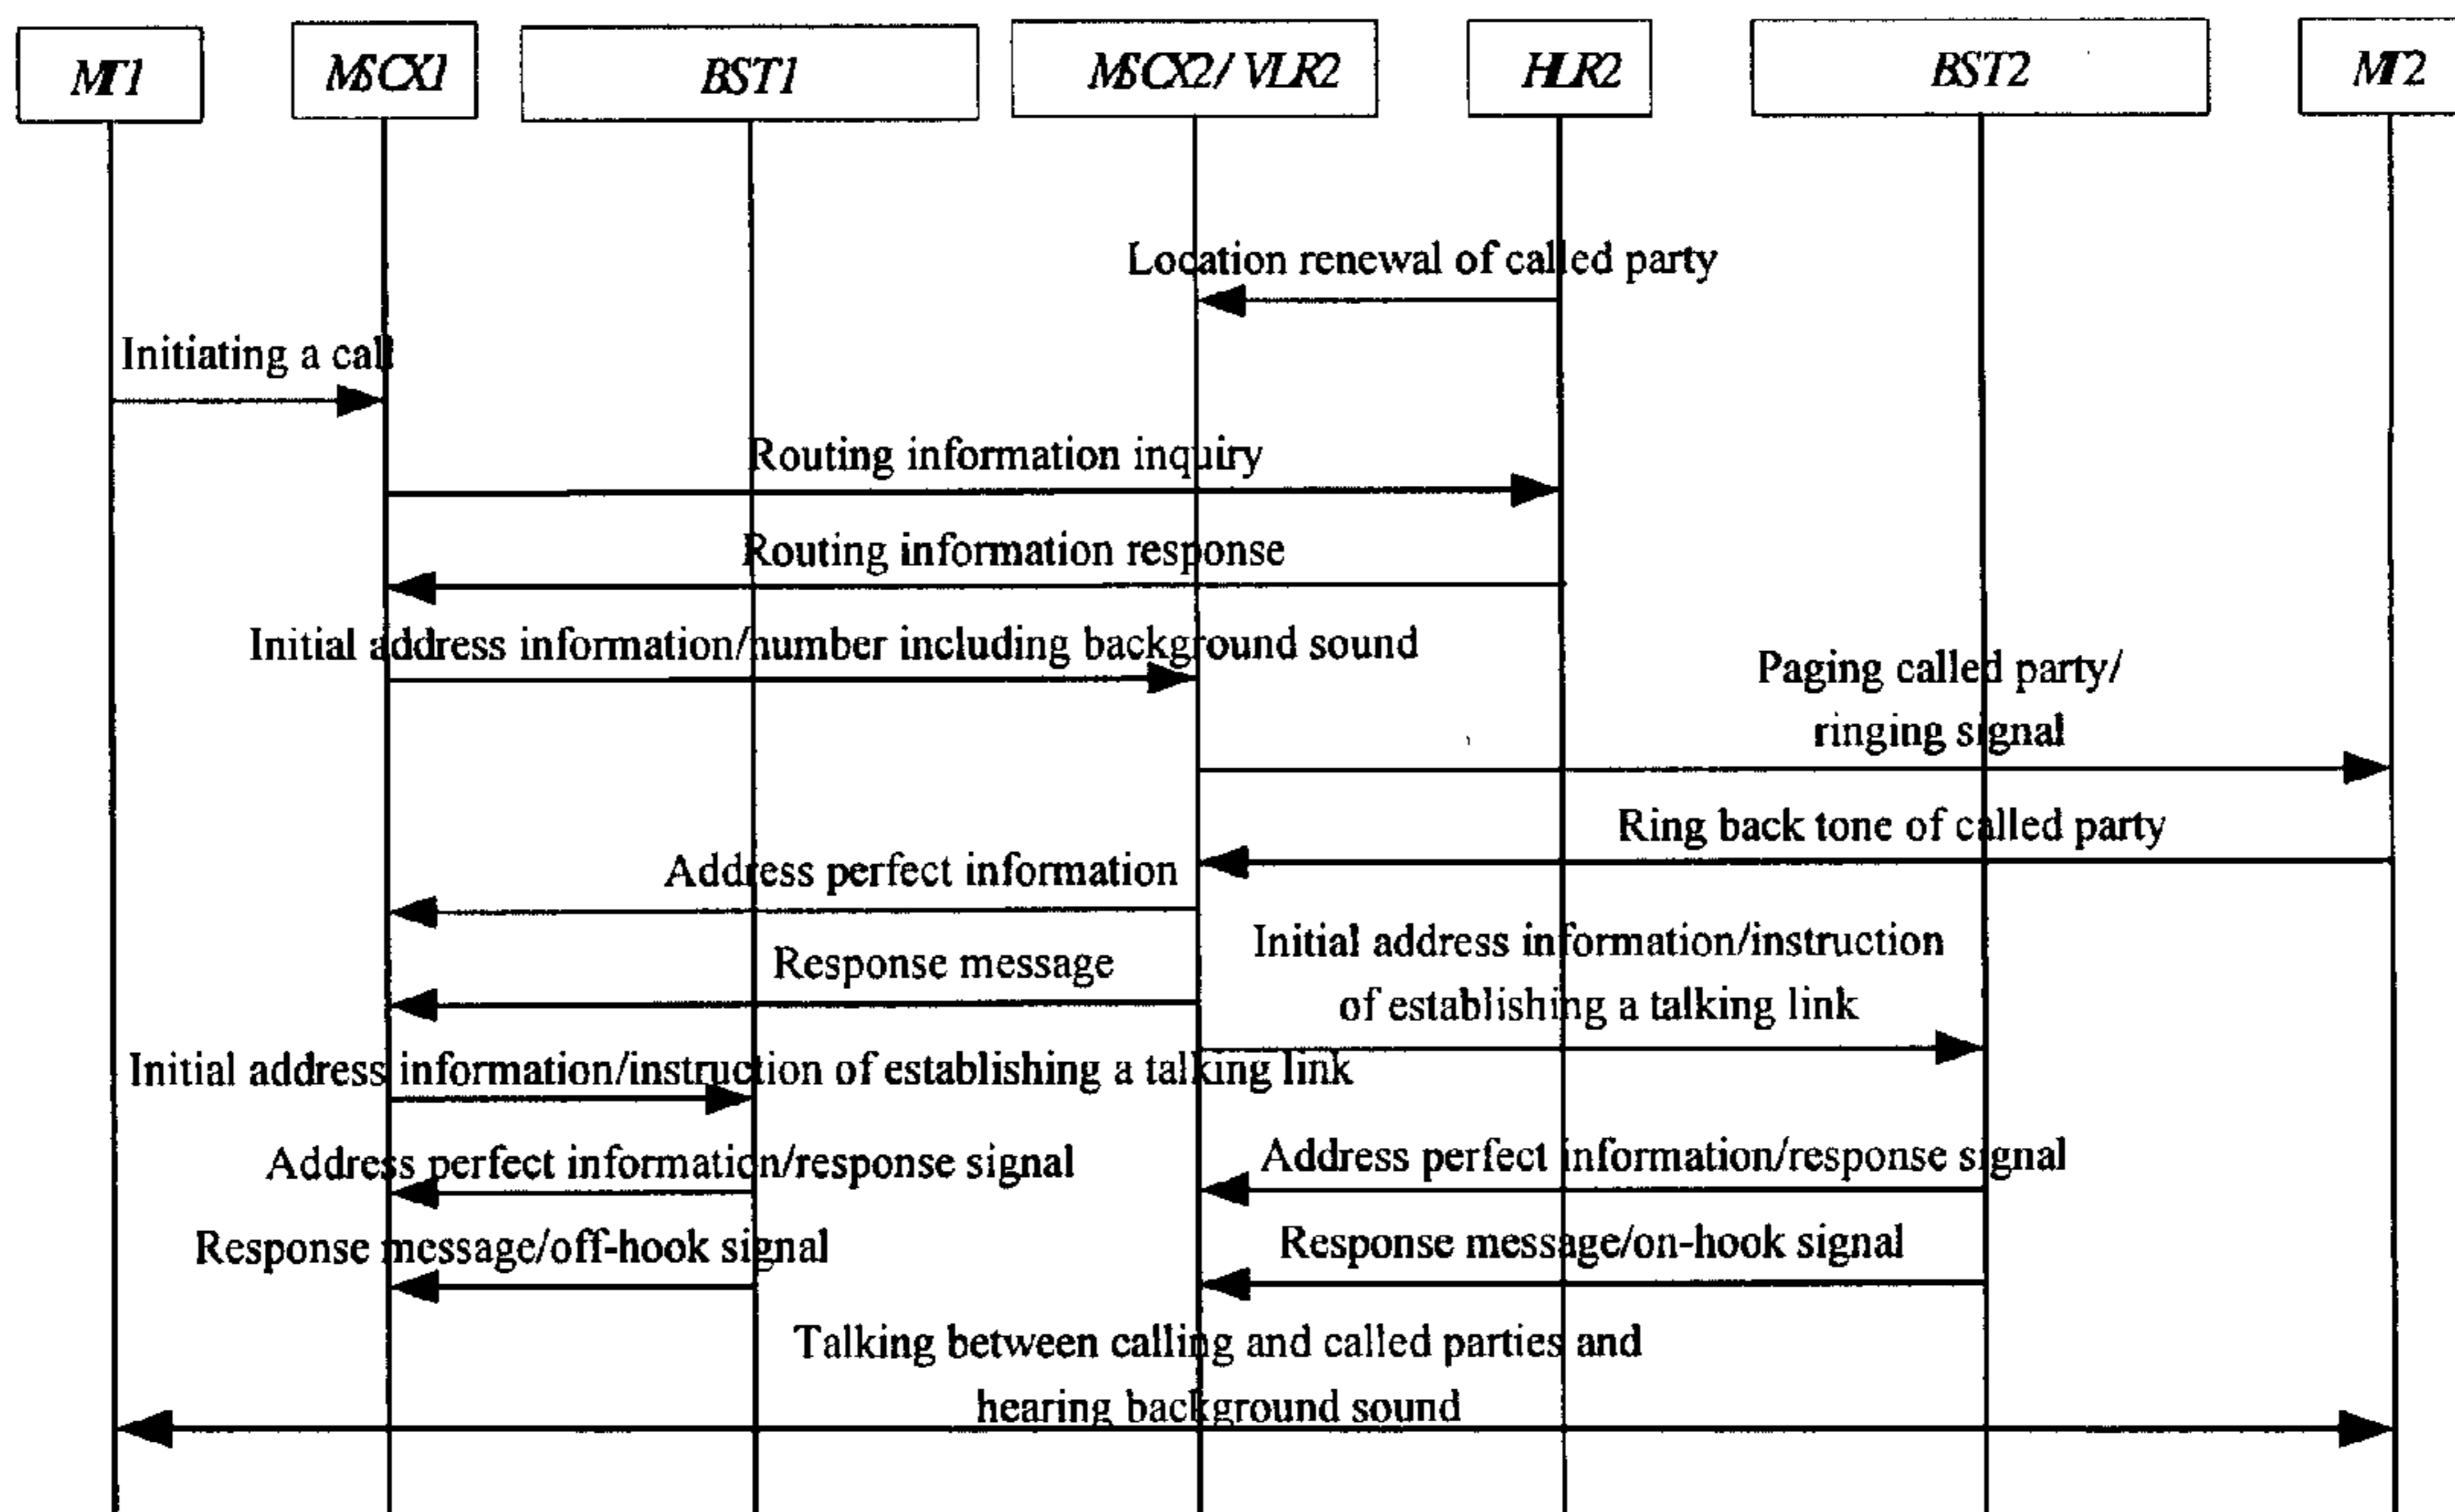 MT1
MSCX1
BST1
MSCX2/ VLR2
HLR2
BST2
MT2
Location renewal of called party
Initiating a call
Routing information inquiry
Routing information response
Initial address information/number including background sound
Paging called party/
ringing signal
Ring back tone of called party
Address perfect information
Initial address information/instruction
of establishing a talking link
Response message
Initial address information/instruction of establishing a talking link
Address perfect information/response signal
Address perfect information/response signal
Response message/off-hook signal
Response message/on-hook signal
Talking between calling and called parties and
hearing background sound